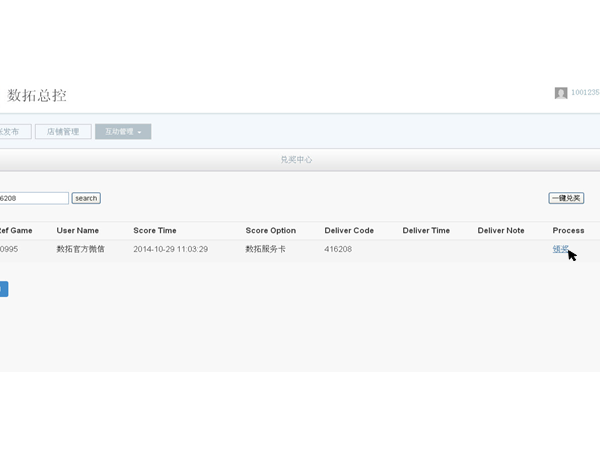 数拓总控
1001235
发布
店铺管理
互动管理
兑奖中心
6208
search
一键兑奖
Ref Game User Name Score Time Score Option Deliver Code Deliver Time Deliver Note Process
0995 数拓官方微信 2014-10-29 11:03:29 数拓服务卡 416208 领奖